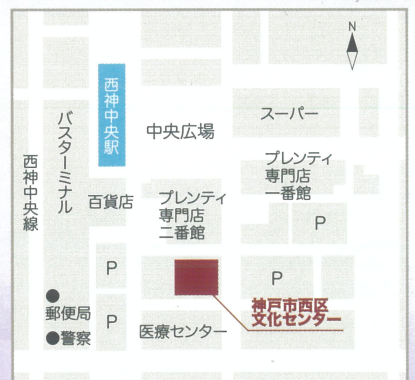 N
西神中央駅
バスターミナル
西神中央線
中央広場
スーパー
プレンティ
専門店
一番館
百貨店
プレンティ
専門店
二番館
P
P
P
神戸市西区
文化センター
郵便局
P
医療センター
警察